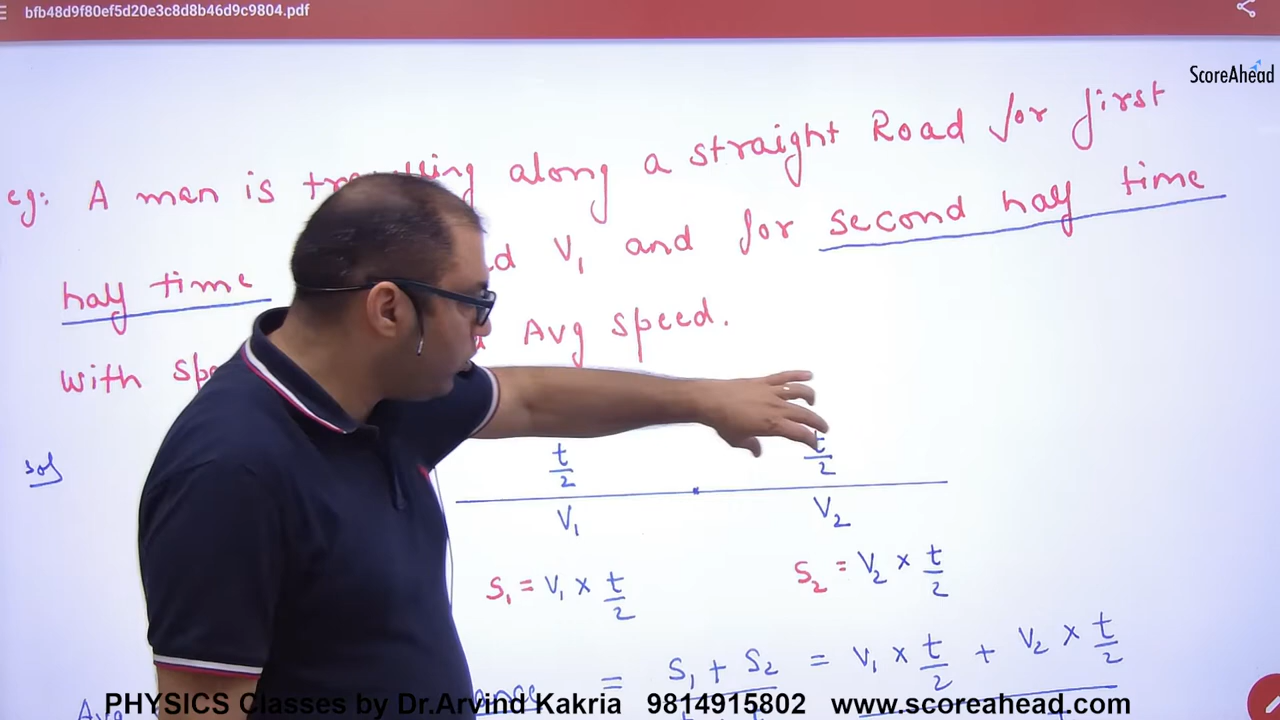 bfb48d9f80ef5d20e3c8d8b46d9c9804.pdf
ScoreAhead
eg: A man is along a straight Road for first
half time V₁ and for second half time
with Avg speed.
sol
t/2 t/2
V₁ V₂
S₁ = V₁ × t/2 S₂ = V₂ × t/2
= S₁ + S₂ = V₁ × t/2 + V₂ × t/2
PHYSICS Classes by Dr.Arvind Kakria 9814915802 www.scoreahead.com